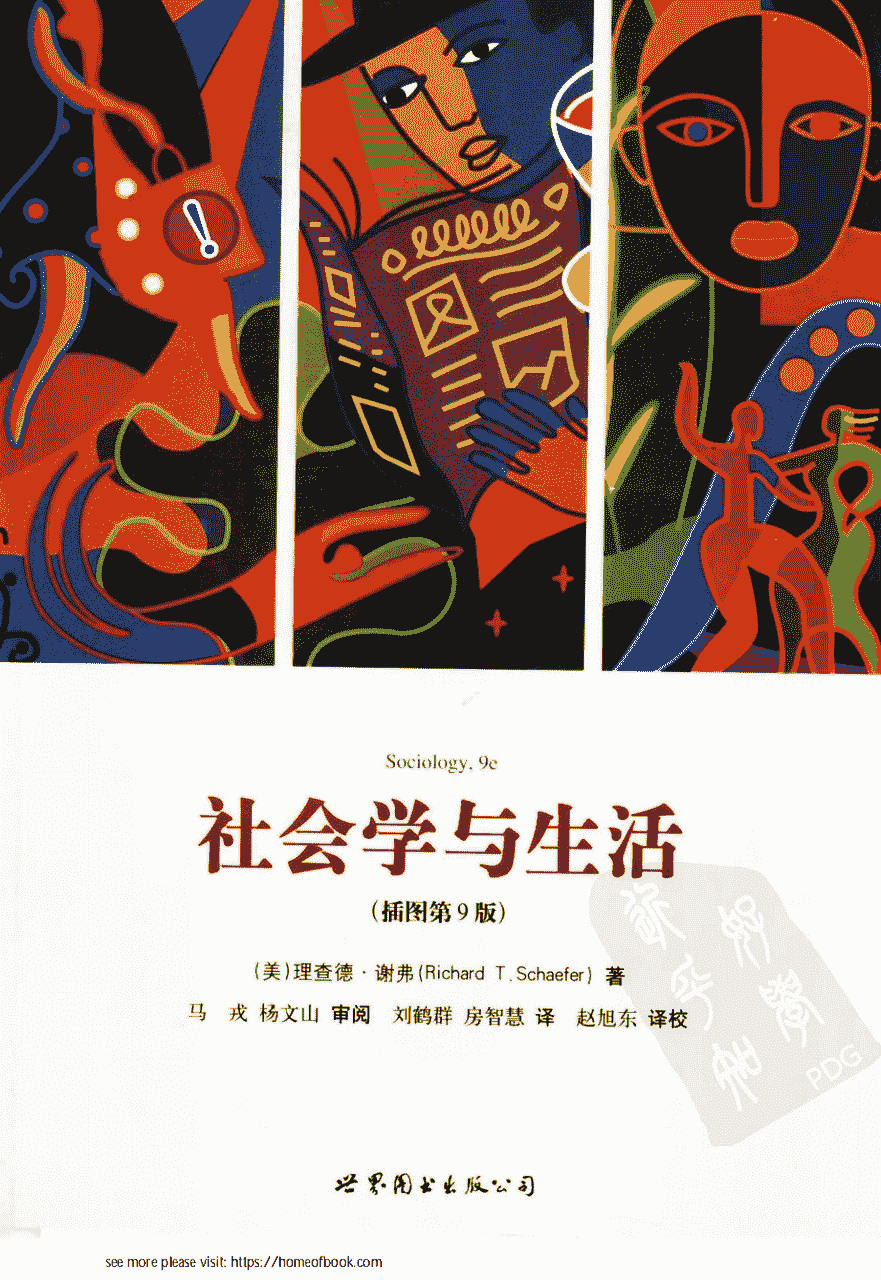 Sociology, 9e
社会学与生活
(插图第9版)
(美)理查德·谢弗(Richard T.Schaefer) 著
马 戎 杨文山 审阅 刘鹤群 房智慧 译 赵旭东 译校
PDG
世界图书出版公司
see more please visit: https://homeofbook.com